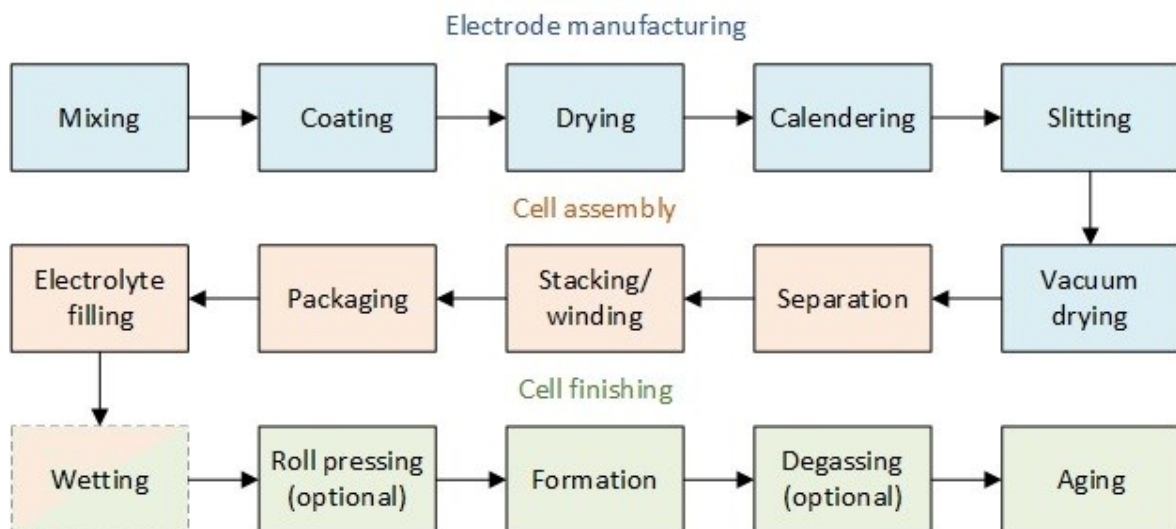 Electrode manufacturing
Mixing
Coating
Drying
Calendering
Slitting
Cell assembly
Electrolyte
filling
Packaging
Stacking/
winding
Separation
Vacuum
drying
Cell finishing
Wetting
Roll pressing
(optional)
Formation
Degassing
(optional)
Aging